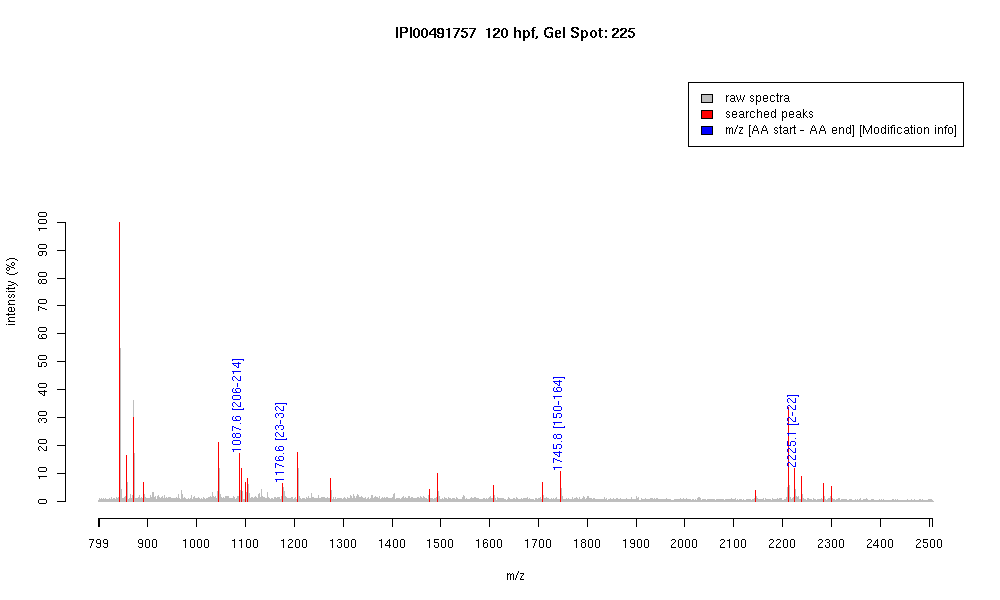 IPI00491757 120 hpf, Gel Spot: 225
raw spectra
searched peaks
m/z [AA start - AA end] [Modification info]
intensity (%)
100
90
80
70
60
50
40
30
20
10
0
1087.6 [206-214]
1176.6 [23-32]
1745.8 [150-164]
2225.1 [2-22]
799 900 1000 1100 1200 1300 1400 1500 1600 1700 1800 1900 2000 2100 2200 2300 2400 2500
m/z